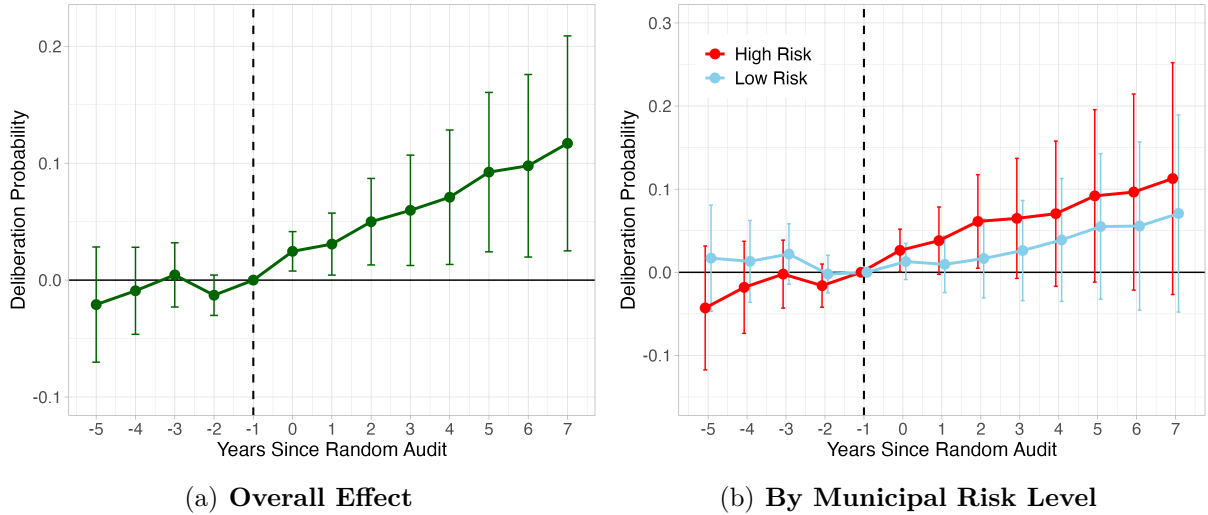 Deliberation Probability
0.2
0.1
0.0
-0.1
-5 -4 -3 -2 -1 0 1 2 3 4 5 6 7
Years Since Random Audit
(a) Overall Effect
Deliberation Probability
0.3
0.2
0.1
0.0
-0.1
High Risk
Low Risk
-5 -4 -3 -2 -1 0 1 2 3 4 5 6 7
Years Since Random Audit
(b) By Municipal Risk Level